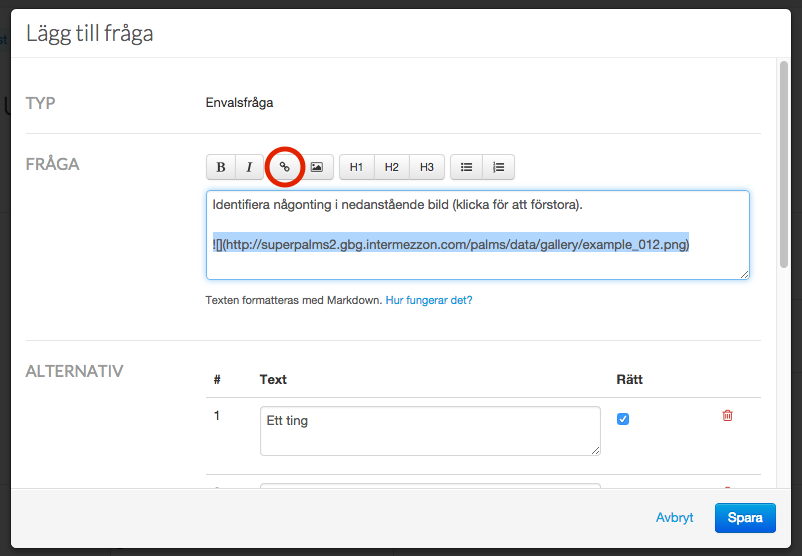 Lägg till fråga
TYP
Envalsfråga
FRÅGA
B I H1 H2 H3
Identifiera någonting i nedanstående bild (klicka för att förstora).
![](http://superpalms2.gbg.intermezzon.com/palms/data/gallery/example_012.png)
Texten formatteras med Markdown. Hur fungerar det?
ALTERNATIV
# Text Rätt
1 Ett ting
Avbryt Spara